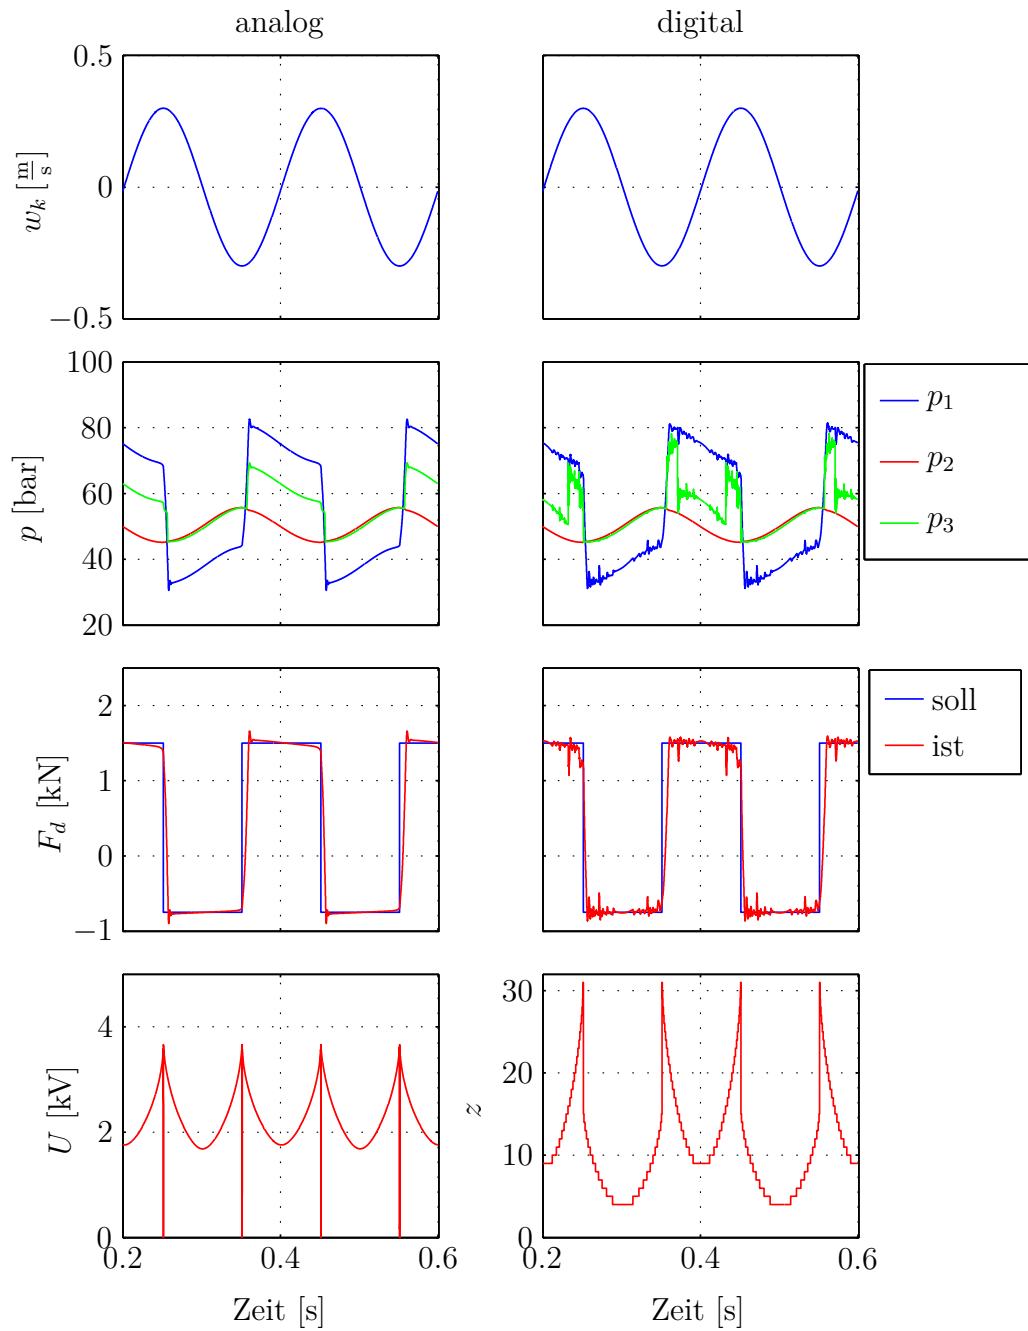 analog
digital
0.5
0
−0.5
w_k [m/s]
100
80
60
40
20
p [bar]
p_1
p_2
p_3
2
1
0
−1
F_d [kN]
soll
ist
4
2
0
U [kV]
30
20
10
0
z
0.2 0.4 0.6
0.2 0.4 0.6
Zeit [s]
Zeit [s]